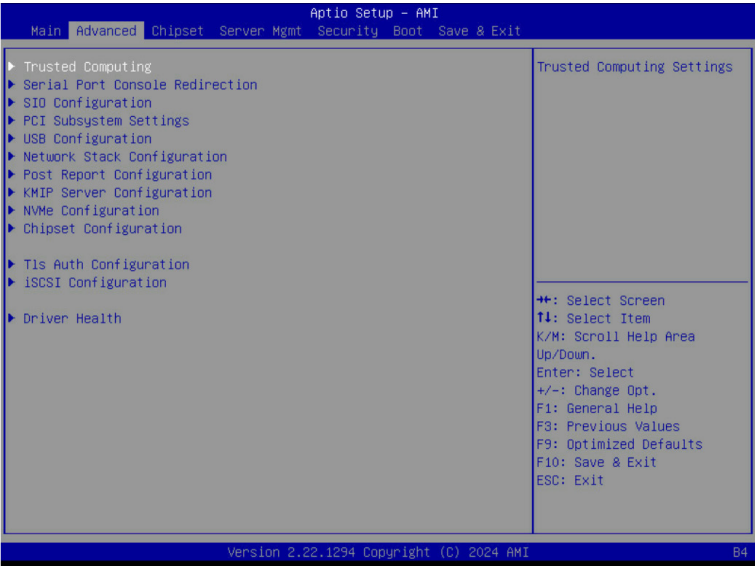 Aptio Setup – AMI
Main Advanced Chipset Server Mgmt Security Boot Save & Exit
Trusted Computing
Serial Port Console Redirection
SIO Configuration
PCI Subsystem Settings
USB Configuration
Network Stack Configuration
Post Report Configuration
KMIP Server Configuration
NVMe Configuration
Chipset Configuration
Tls Auth Configuration
iSCSI Configuration
Driver Health
Trusted Computing Settings
→←: Select Screen
↑↓: Select Item
K/M: Scroll Help Area
Up/Down.
Enter: Select
+/-: Change Opt.
F1: General Help
F3: Previous Values
F9: Optimized Defaults
F10: Save & Exit
ESC: Exit
Version 2.22.1294 Copyright (C) 2024 AMI
B4